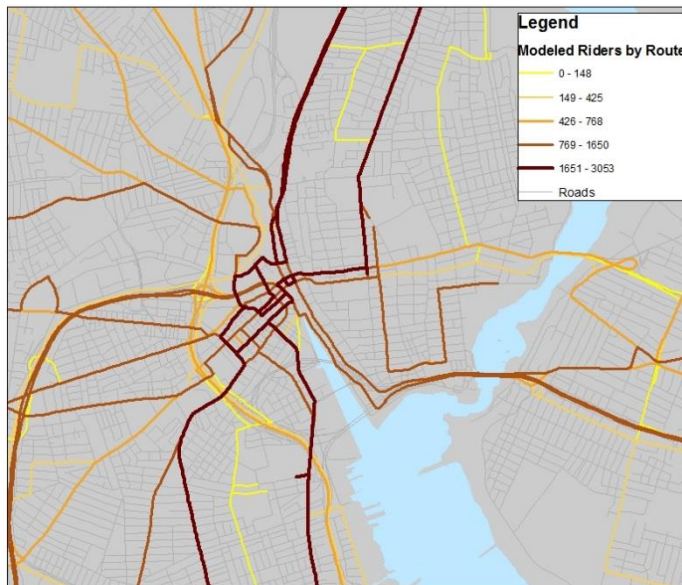 Legend
Modeled Riders by Route
0 - 148
149 - 425
426 - 768
769 - 1650
1651 - 3053
Roads